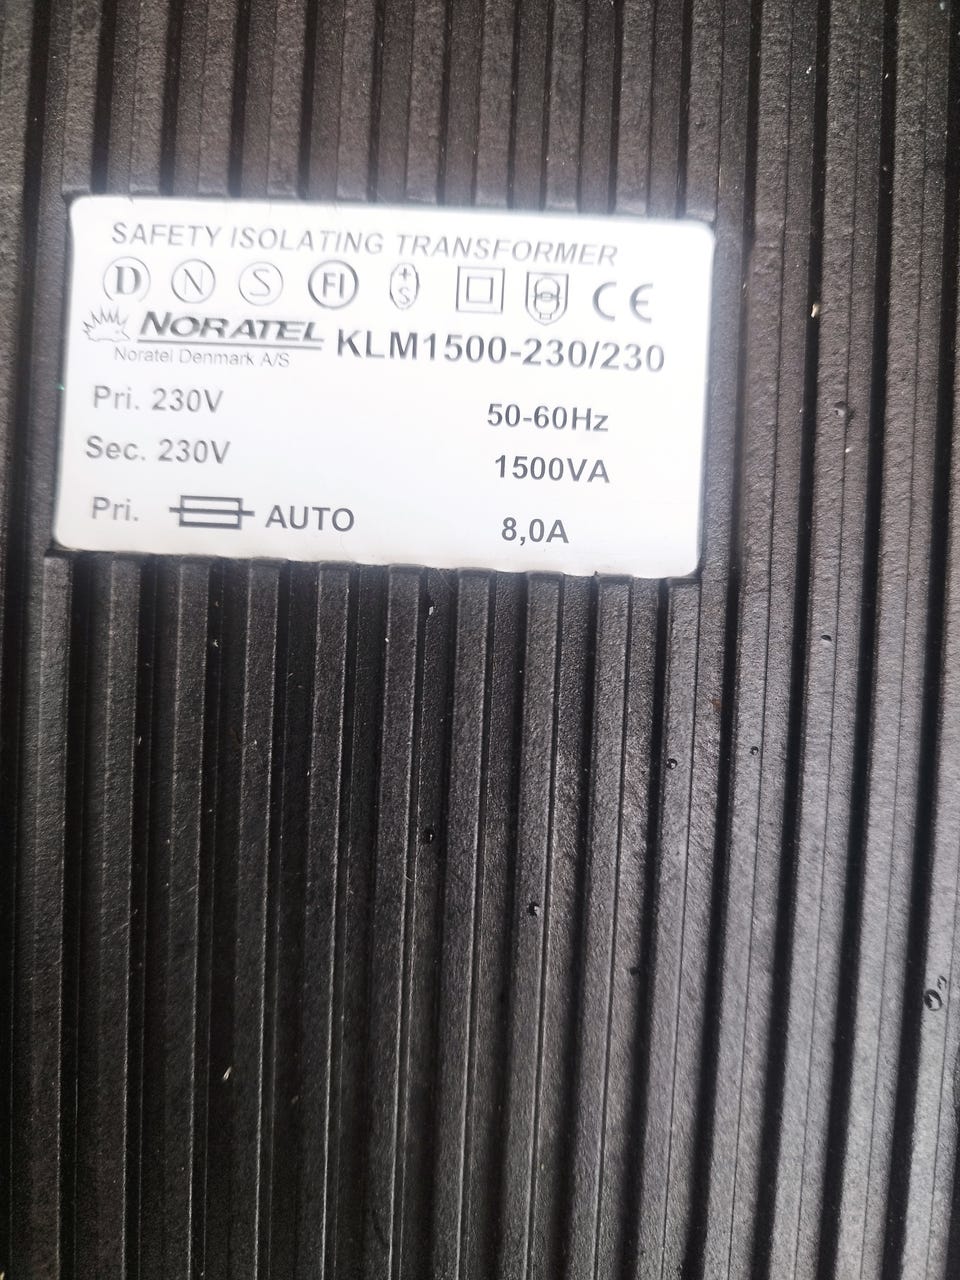 SAFETY ISOLATING TRANSFORMER
D N S FI +S CE
NORATEL KLM1500-230/230
Noratel Denmark A/S
Pri. 230V 50-60Hz
Sec. 230V 1500VA
Pri. AUTO 8,0A